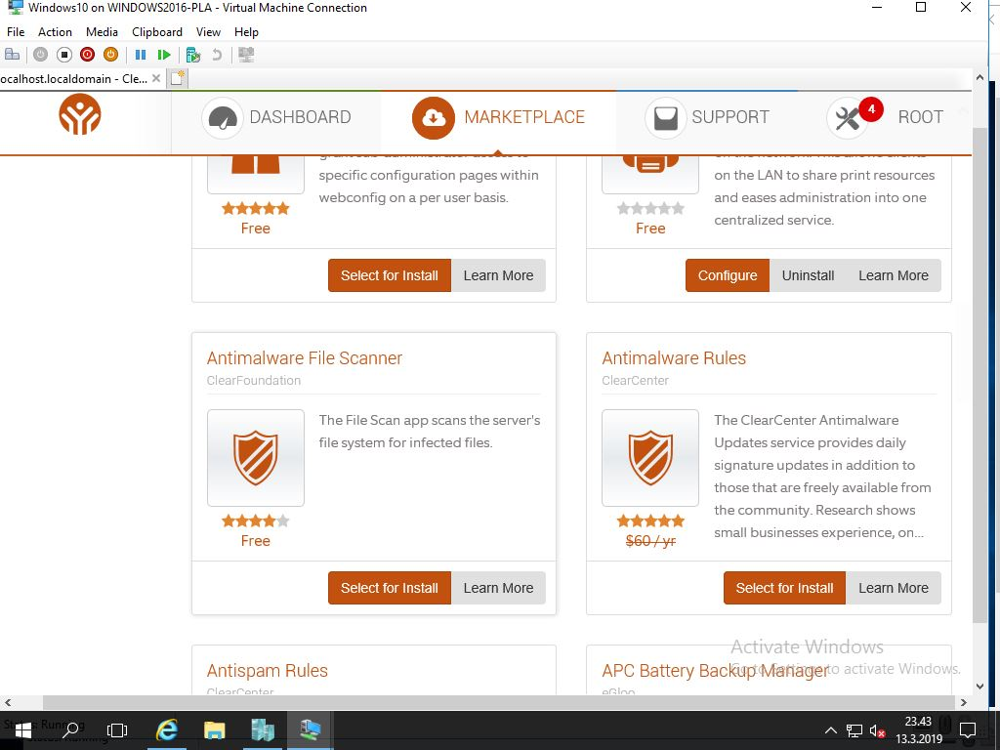 Windows10 on WINDOWS2016-PLA - Virtual Machine Connection
File Action Media Clipboard View Help
ocalhost.localdomain - Cle...
DASHBOARD
MARKETPLACE
SUPPORT
4
ROOT
specific configuration pages within
webconfig on a per user basis.
Free
Select for Install
Learn More
on the LAN to share print resources
and eases administration into one
centralized service.
Free
Configure
Uninstall
Learn More
Antimalware File Scanner
ClearFoundation
The File Scan app scans the server's
file system for infected files.
Free
Select for Install
Learn More
Antimalware Rules
ClearCenter
The ClearCenter Antimalware
Updates service provides daily
signature updates in addition to
those that are freely available from
the community. Research shows
small businesses experience, on...
$60 / yr
Select for Install
Learn More
Antispam Rules
ClearCenter
APC Battery Backup Manager
eGloo
Activate Windows
Go to Settings to activate Windows.
Status: Running
Status: Running
23.43
13.3.2019